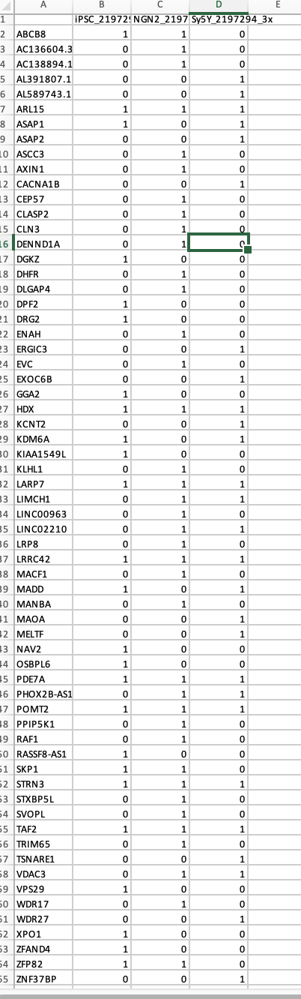 A B C D E
1 iPSC_21972 NGN2_2197 Sy5Y_2197294_3x
2 ABCB8 1 1 0
3 AC136604.3 0 1 0
4 AC138894.1 0 1 0
5 AL391807.1 0 0 1
6 AL589743.1 0 0 1
7 ARL15 1 1 1
8 ASAP1 1 0 1
9 ASAP2 0 0 1
10 ASCC3 0 1 0
11 AXIN1 0 1 0
12 CACNA1B 0 0 1
13 CEP57 0 1 0
14 CLASP2 0 1 0
15 CLN3 0 1 0
16 DENND1A 0 1 0
17 DGKZ 1 0 0
18 DHFR 0 1 0
19 DLGAP4 0 1 0
20 DPF2 1 0 0
21 DRG2 1 0 0
22 ENAH 0 1 0
23 ERGIC3 0 0 1
24 EVC 0 1 0
25 EXOC6B 0 0 1
26 GGA2 1 0 0
27 HDX 1 1 1
28 KCNT2 0 0 1
29 KDM6A 1 0 1
30 KIAA1549L 1 0 0
31 KLHL1 0 1 0
32 LARP7 1 1 1
33 LIMCH1 0 1 1
34 LINC00963 0 1 0
35 LINC02210 0 1 1
36 LRP8 0 1 0
37 LRRC42 1 1 1
38 MACF1 0 1 0
39 MADD 1 0 1
40 MANBA 0 1 0
41 MAOA 0 0 1
42 MELTF 0 0 1
43 NAV2 1 0 0
44 OSBPL6 1 0 0
45 PDE7A 1 1 1
46 PHOX2B-AS1 0 1 1
47 POMT2 1 1 1
48 PPIP5K1 0 1 0
49 RAF1 0 1 0
50 RASSF8-AS1 1 0 0
51 SKP1 1 1 0
52 STRN3 1 1 1
53 STXBP5L 0 1 0
54 SVOPL 0 1 0
55 TAF2 1 1 1
56 TRIM65 0 1 0
57 TSNARE1 0 0 1
58 VDAC3 0 1 1
59 VPS29 1 0 0
60 WDR17 0 1 0
61 WDR27 0 0 1
62 XPO1 1 0 0
63 ZFAND4 1 0 0
64 ZFP82 1 1 0
65 ZNF37BP 0 0 1